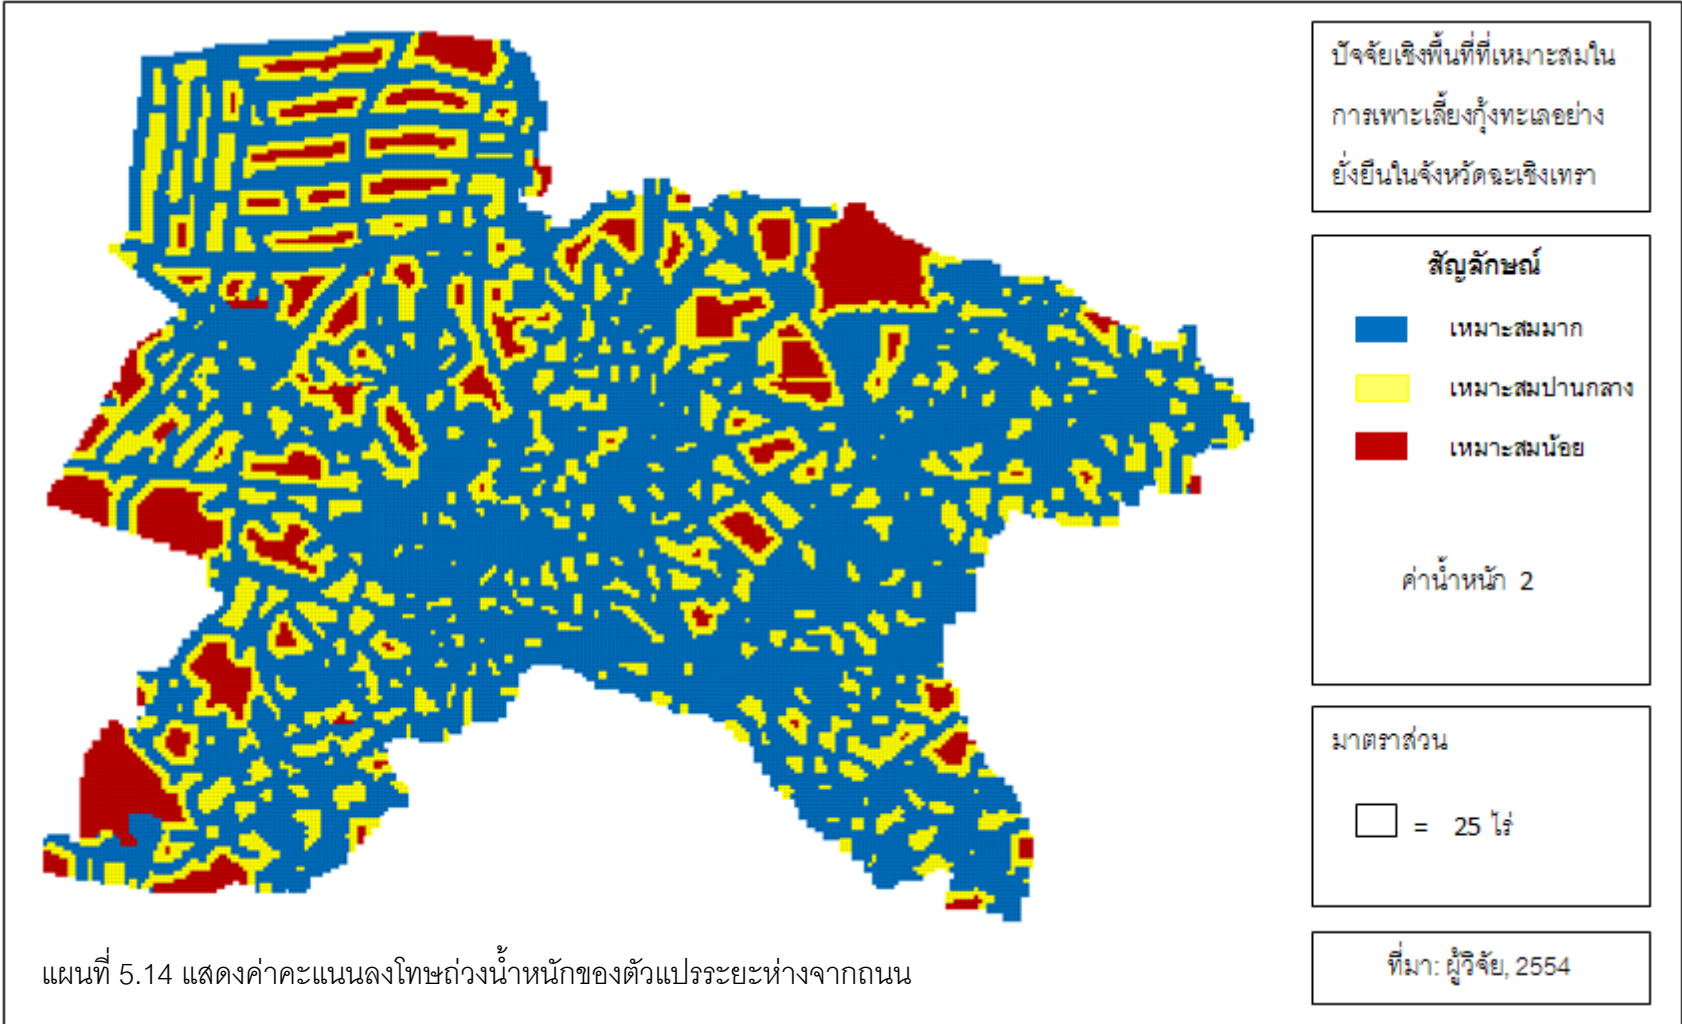 ปัจจัยเชิงพื้นที่ที่เหมาะสมใน
การเพาะเลี้ยงกุ้งทะเลอย่าง
ยั่งยืนในจังหวัดฉะเชิงเทรา
สัญลักษณ์
เหมาะสมมาก
เหมาะสมปานกลาง
เหมาะสมน้อย
ค่าน้ำหนัก 2
มาตราส่วน
= 25 ไร่
ที่มา: ผู้วิจัย, 2554
แผนที่ 5.14 แสดงค่าคะแนนลงโทษถ่วงน้ำหนักของตัวแปรระยะห่างจากถนน